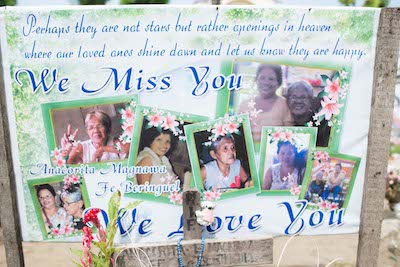 Perhaps they are not stars but rather openings in heaven
where our loved ones shine down and let us know they are happy.
We Miss You
Anacorita Magnawa
Fe Beringuel
We Love You